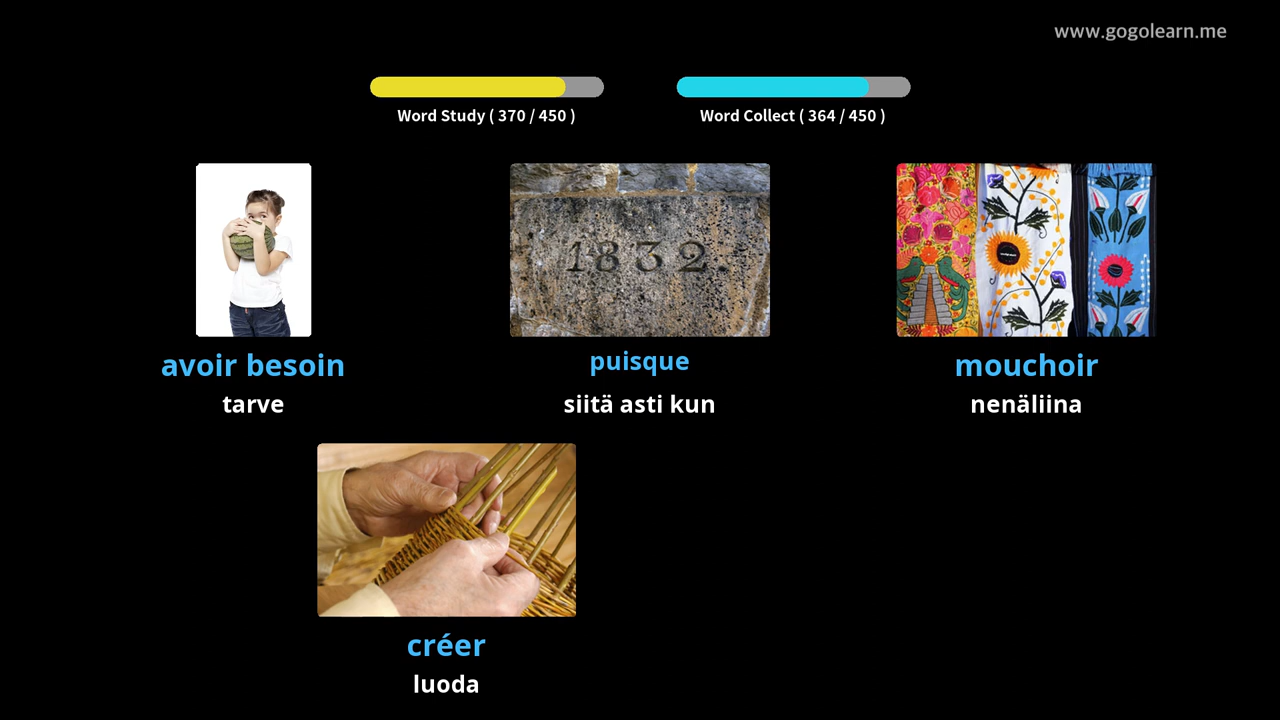 www.gogolearn.me
Word Study ( 370 / 450 )
Word Collect ( 364 / 450 )
1832.
avoir besoin
puisque
mouchoir
tarve
siitä asti kun
nenäliina
créer
luoda